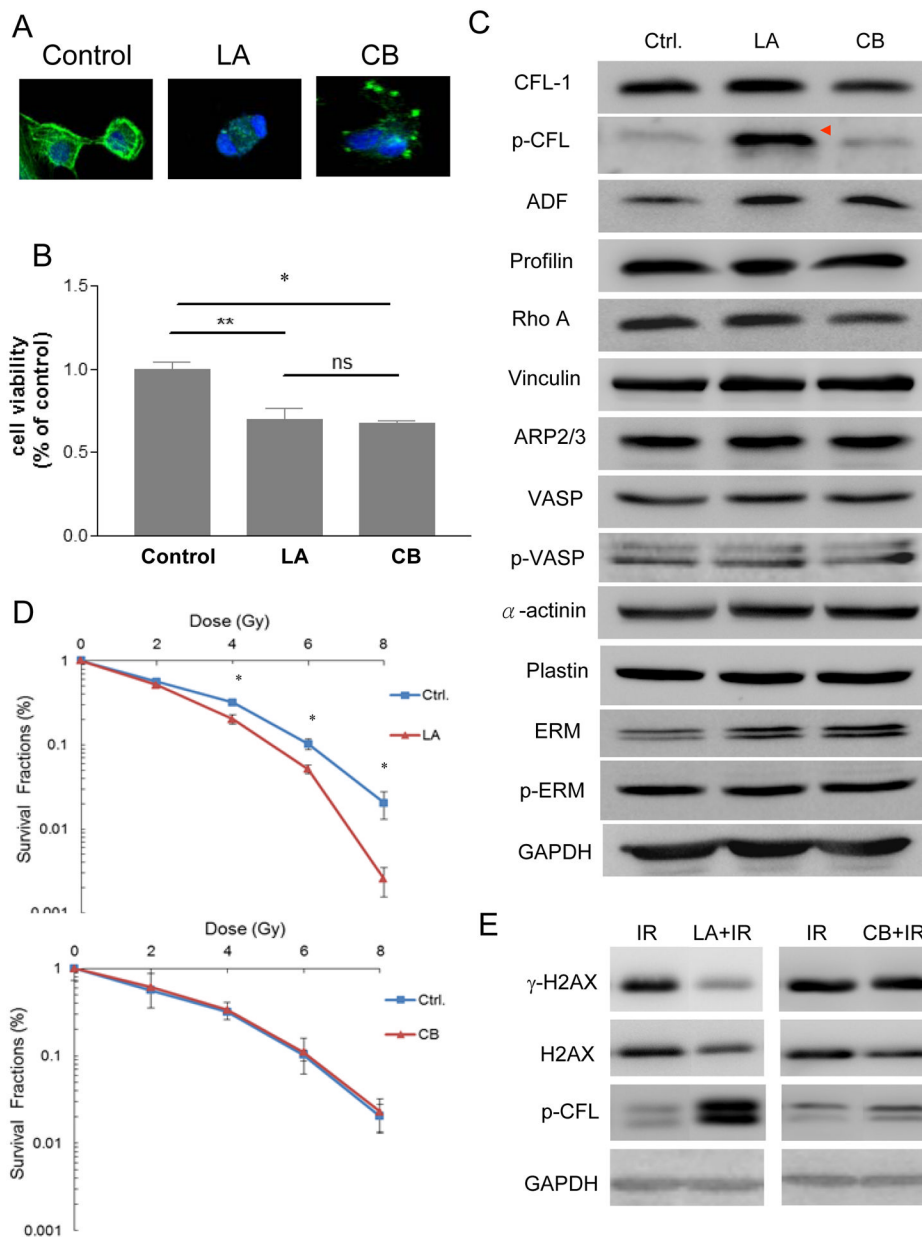 A
Control LA CB
B
cell viability
(% of control)
1.5
1.0
0.5
0.0
*
**
ns
Control LA CB
C
Ctrl. LA CB
CFL-1
p-CFL
ADF
Profilin
Rho A
Vinculin
ARP2/3
VASP
p-VASP
α-actinin
Plastin
ERM
p-ERM
GAPDH
D
Dose (Gy)
0 2 4 6 8
Survival Fractions (%)
1
0.1
0.01
0.001
*
*
*
Ctrl.
LA
Dose (Gy)
0 2 4 6 8
Survival Fractions (%)
1
0.1
0.01
0.001
Ctrl.
CB
E
IR LA+IR IR CB+IR
γ-H2AX
H2AX
p-CFL
GAPDH